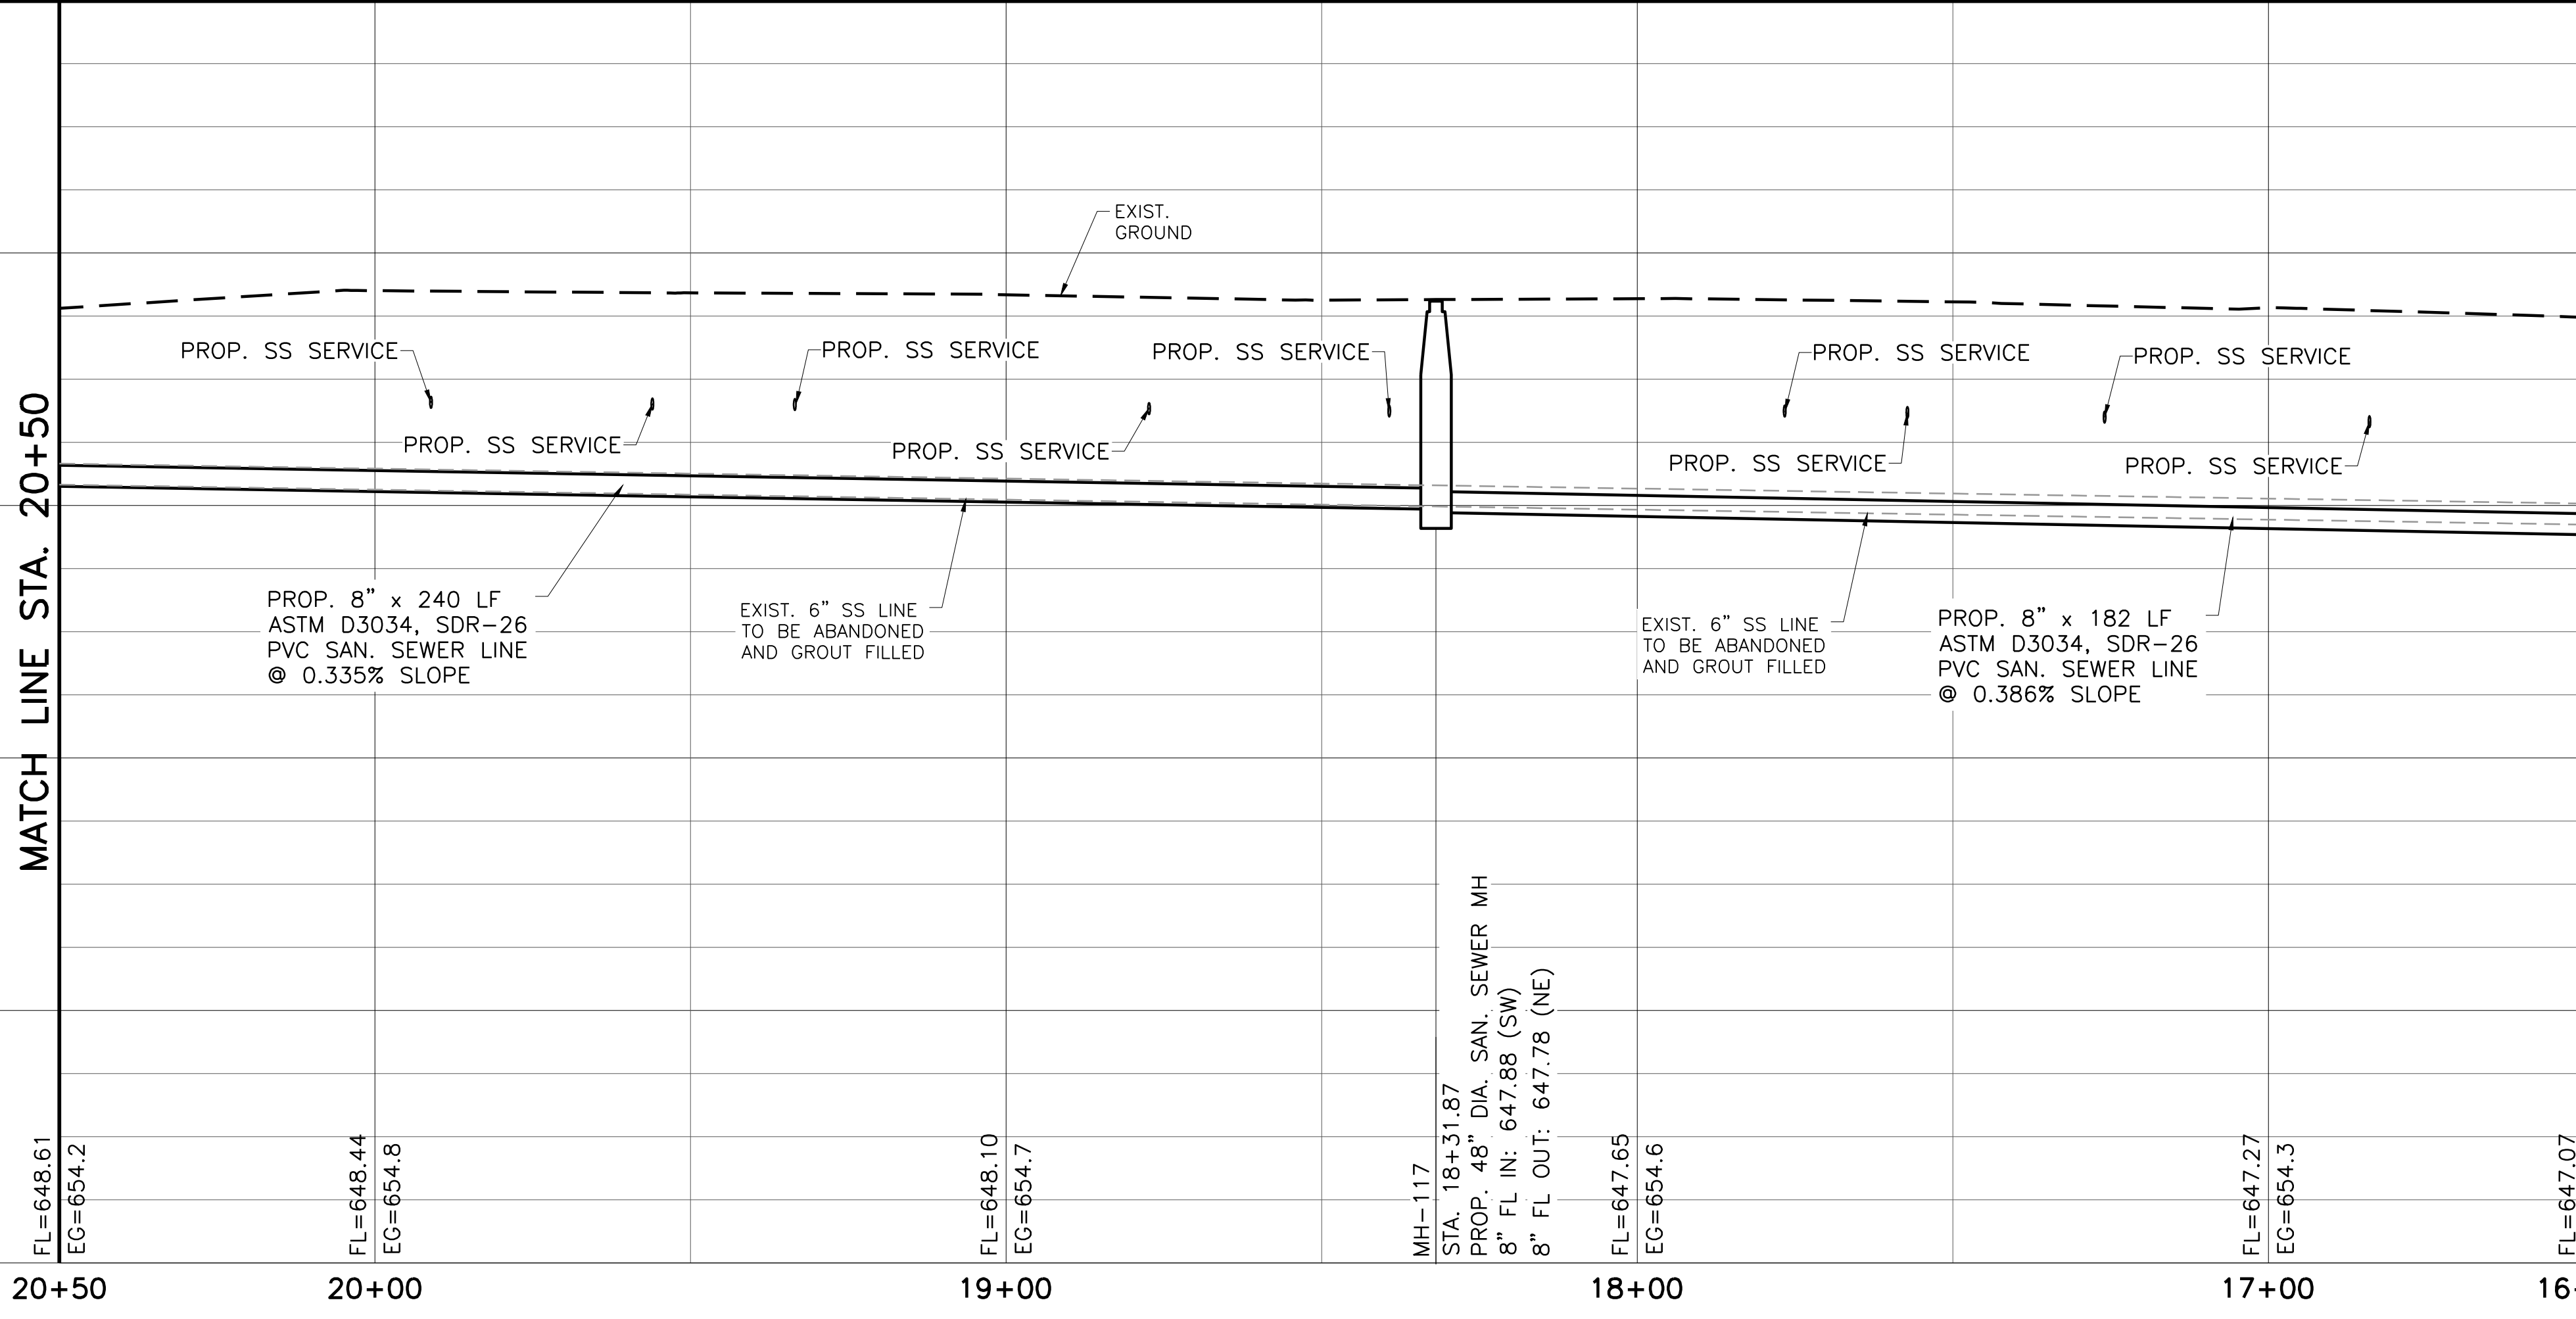 EXIST.
GROUND
PROP. SS SERVICE
PROP. SS SERVICE
PROP. SS SERVICE
PROP. SS SERVICE
PROP. SS SERVICE
PROP. SS SERVICE
PROP. SS SERVICE
PROP. SS SERVICE
PROP. SS SERVICE
MATCH LINE STA. 20+50
PROP. 8" x 240 LF
ASTM D3034, SDR-26
PVC SAN. SEWER LINE
@ 0.335% SLOPE
EXIST. 6" SS LINE
TO BE ABANDONED
AND GROUT FILLED
EXIST. 6" SS LINE
TO BE ABANDONED
AND GROUT FILLED
PROP. 8" x 182 LF
ASTM D3034, SDR-26
PVC SAN. SEWER LINE
@ 0.386% SLOPE
FL=648.61
EG=654.2
FL=648.44
EG=654.8
FL=648.10
EG=654.7
MH-117
STA. 18+31.87
PROP. 48" DIA. SAN. SEWER MH
8" FL IN: 647.88 (SW)
8" FL OUT: 647.78 (NE)
FL=647.65
EG=654.6
FL=647.27
EG=654.3
FL=647.07
20+50
20+00
19+00
18+00
17+00
16